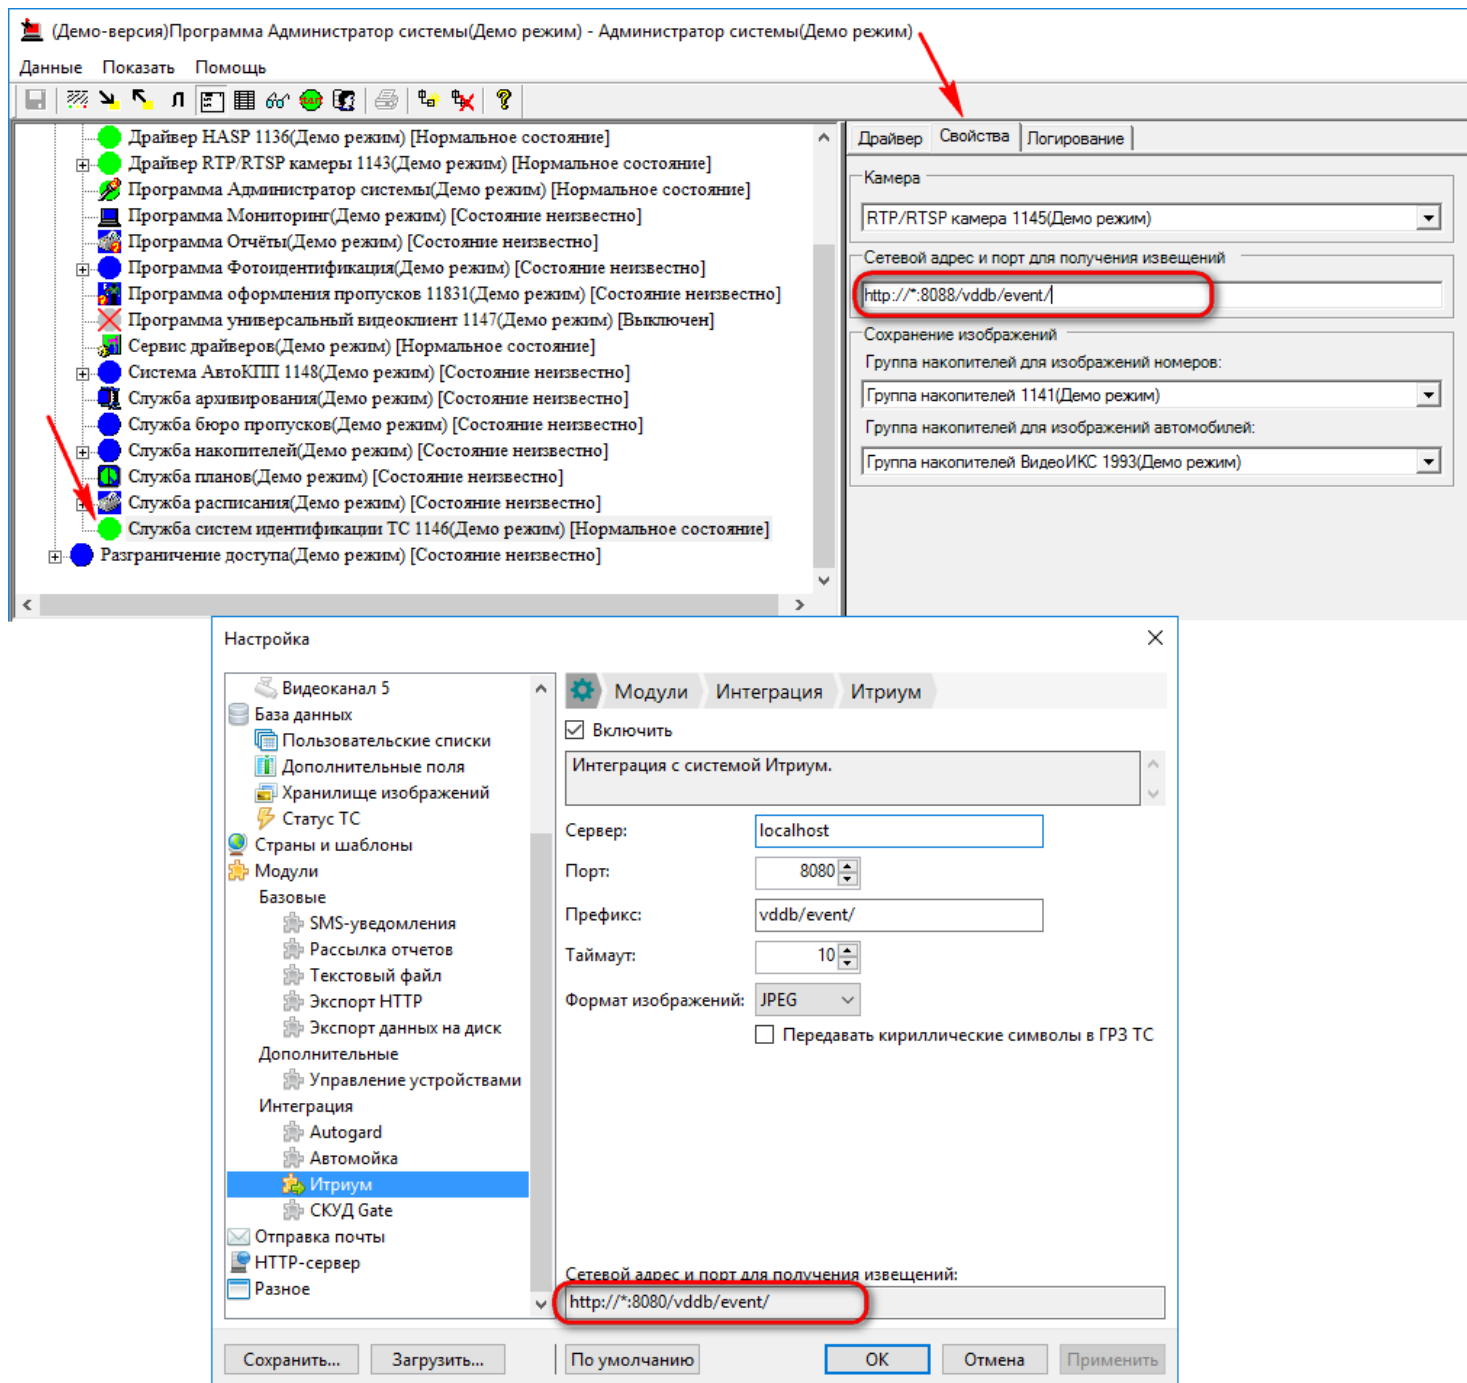 (Демо-версия)Программа Администратор системы(Демо режим) - Администратор системы(Демо режим)
Данные Показать Помощь
Драйвер HASP 1136(Демо режим) [Нормальное состояние]
Драйвер RTP/RTSP камеры 1143(Демо режим) [Нормальное состояние]
Программа Администратор системы(Демо режим) [Нормальное состояние]
Программа Мониторинг(Демо режим) [Состояние неизвестно]
Программа Отчёты(Демо режим) [Состояние неизвестно]
Программа Фотоидентификация(Демо режим) [Состояние неизвестно]
Программа оформления пропусков 11831(Демо режим) [Состояние неизвестно]
Программа универсальный видеоклиент 1147(Демо режим) [Выключен]
Сервис драйверов(Демо режим) [Нормальное состояние]
Система АвтоКПП 1148(Демо режим) [Состояние неизвестно]
Служба архивирования(Демо режим) [Состояние неизвестно]
Служба бюро пропусков(Демо режим) [Состояние неизвестно]
Служба накопителей(Демо режим) [Состояние неизвестно]
Служба планов(Демо режим) [Состояние неизвестно]
Служба расписания(Демо режим) [Состояние неизвестно]
Служба систем идентификации ТС 1146(Демо режим) [Нормальное состояние]
Разграничение доступа(Демо режим) [Состояние неизвестно]
Драйвер Свойства Логирование
Камера
RTP/RTSP камера 1145(Демо режим)
Сетевой адрес и порт для получения извещений
http://*:8088/vddb/event/
Сохранение изображений
Группа накопителей для изображений номеров:
Группа накопителей 1141(Демо режим)
Группа накопителей для изображений автомобилей:
Группа накопителей ВидеоИКС 1993(Демо режим)
Настройка
Видеоканал 5
База данных
Пользовательские списки
Дополнительные поля
Хранилище изображений
Статус ТС
Страны и шаблоны
Модули
Базовые
SMS-уведомления
Рассылка отчетов
Текстовый файл
Экспорт HTTP
Экспорт данных на диск
Дополнительные
Управление устройствами
Интеграция
Autogard
Автомойка
Итриум
СКУД Gate
Отправка почты
HTTP-сервер
Разное
Модули Интеграция Итриум
Включить
Интеграция с системой Итриум.
Сервер: localhost
Порт: 8080
Префикс: vddb/event/
Таймаут: 10
Формат изображений: JPEG
Передавать кириллические символы в ГРЗ ТС
Сетевой адрес и порт для получения извещений:
http://*:8080/vddb/event/
Сохранить... Загрузить... По умолчанию OK Отмена Применить